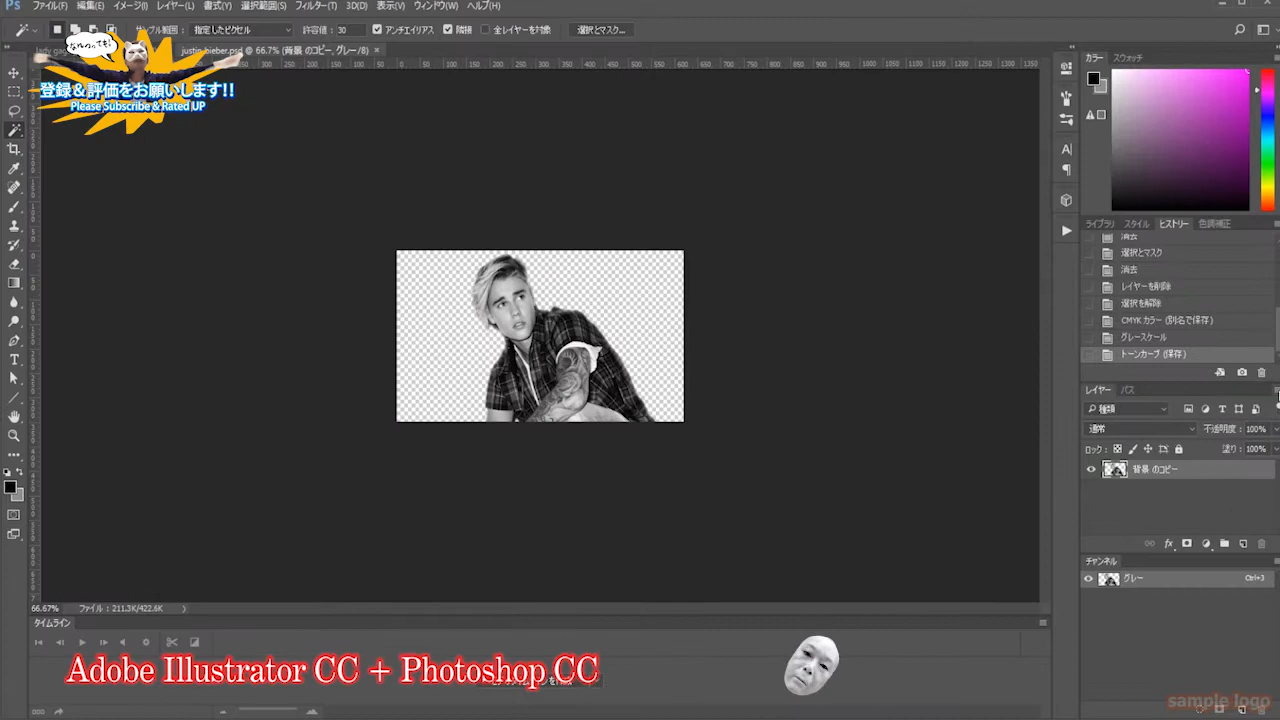 Ps ファイル(F) 編集(E) イメージ(I) レイヤー(L) 書式(Y) 選択範囲(S) フィルター(T) 3D(D) 表示(V) ウィンドウ(W) ヘルプ(H)
サンプル範囲: 指定したピクセル 許容値: 30 アンチエイリアス 隣接 全レイヤーを対象 選択とマスク...
justin-bieber.psd @ 66.7% (背景 のコピー, グレー/8) ×
なんつっても!
登録&評価をお願いします!!
Please Subscribe & Rated UP
カラー スウォッチ
ライブラリ スタイル ヒストリー 色調補正
消去
選択とマスク
消去
レイヤーを削除
選択を解除
CMYK カラー (別名で保存)
グレースケール
トーンカーブ (保存)
レイヤー パス
種類
通常 不透明度: 100%
ロック: 塗り: 100%
背景 のコピー
fx
チャンネル
グレー Ctrl+3
66.67% ファイル : 211.3K/422.6K
タイムライン
Adobe Illustrator CC + Photoshop CC
sample logo